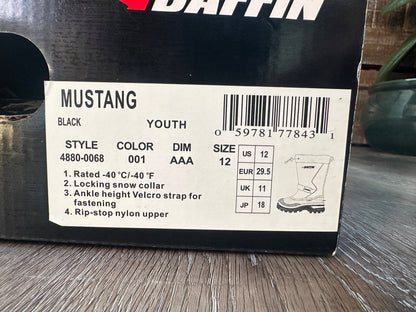 BAFFIN
MUSTANG
BLACK YOUTH
0 59781 77843 1
STYLE COLOR DIM SIZE
4880-0068 001 AAA 12
US 12
EUR 29.5
UK 11
JP 18
BAFFIN
1. Rated -40 °C/-40 °F
2. Locking snow collar
3. Ankle height Velcro strap for
fastening
4. Rip-stop nylon upper